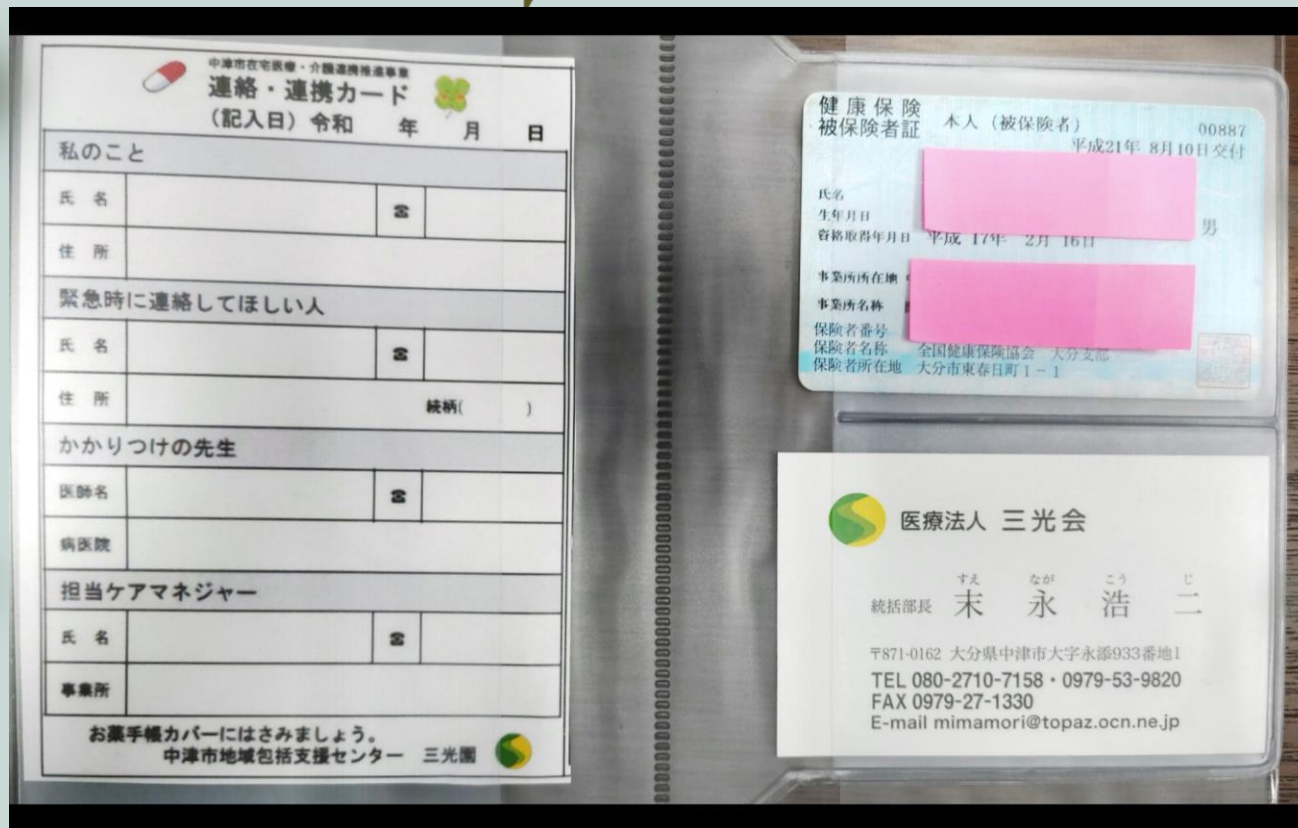 中津市在宅医療・介護連携推進事業
連絡・連携カード
(記入日)令和 年 月 日
私のこと
氏 名 ☎
住 所
緊急時に連絡してほしい人
氏 名 ☎
住 所 続柄( )
かかりつけの先生
医師名 ☎
病医院
担当ケアマネジャー
氏 名 ☎
事業所
お薬手帳カバーにはさみましょう。
中津市地域包括支援センター 三光園
健康保険
被保険者証 本人(被保険者) 00887
平成21年 8月10日交付
氏名
生年月日 男
資格取得年月日 平成 17年 2月 16日
事業所所在地
事業所名称
保険者番号
保険者名称 全国健康保険協会 大分支部
保険者所在地 大分市東春日町1-1
医療法人 三光会
すえ なが こう じ
統括部長 末 永 浩 二
〒871-0162 大分県中津市大字永添933番地1
TEL 080-2710-7158・0979-53-9820
FAX 0979-27-1330
E-mail mimamori@topaz.ocn.ne.jp